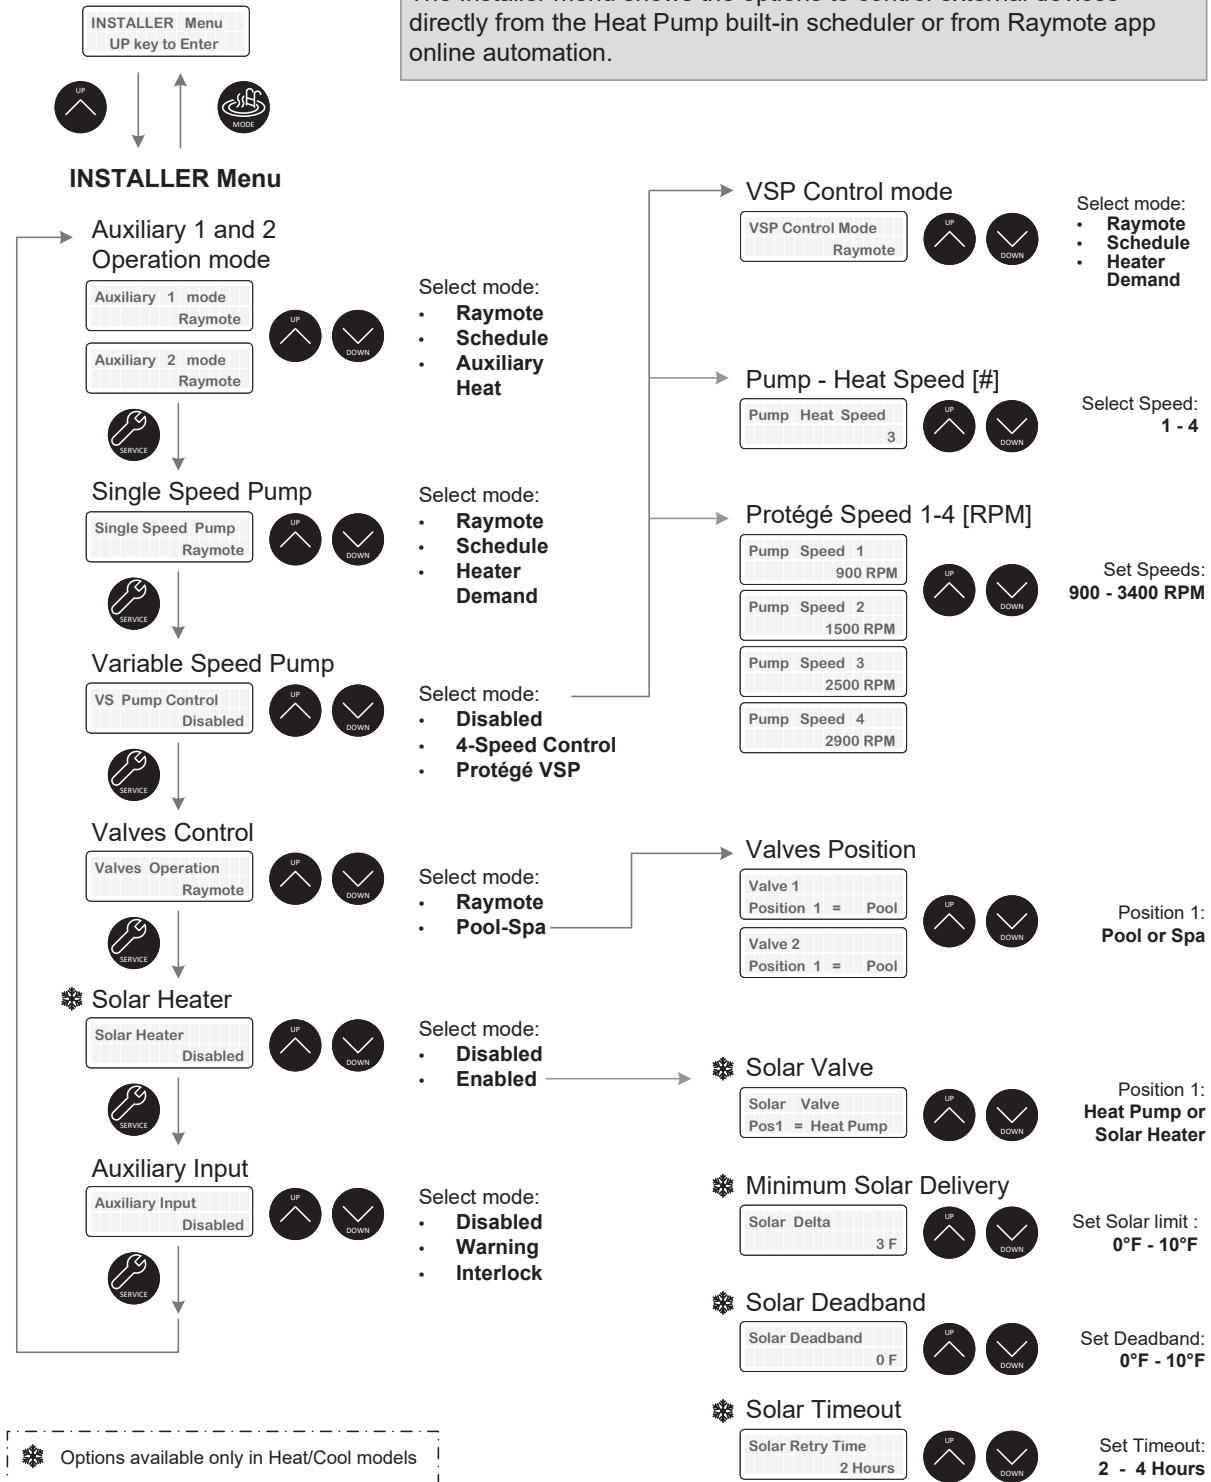 INSTALLER Menu
UP key to Enter
The Installer Menu shows the options to control external devices
directly from the Heat Pump built-in scheduler or from Raymote app
online automation.
UP
MODE
INSTALLER Menu
Auxiliary 1 and 2
Operation mode
Auxiliary 1 mode
Raymote
Auxiliary 2 mode
Raymote
UP
DOWN
Select mode:
• Raymote
• Schedule
• Auxiliary
Heat
SERVICE
Single Speed Pump
Single Speed Pump
Raymote
UP
DOWN
Select mode:
• Raymote
• Schedule
• Heater
Demand
SERVICE
Variable Speed Pump
VS Pump Control
Disabled
UP
DOWN
Select mode:
• Disabled
• 4-Speed Control
• Protégé VSP
SERVICE
Valves Control
Valves Operation
Raymote
UP
DOWN
Select mode:
• Raymote
• Pool-Spa
SERVICE
Solar Heater
Solar Heater
Disabled
UP
DOWN
Select mode:
• Disabled
• Enabled
SERVICE
Auxiliary Input
Auxiliary Input
Disabled
UP
DOWN
Select mode:
• Disabled
• Warning
• Interlock
SERVICE
VSP Control mode
VSP Control Mode
Raymote
UP
DOWN
Select mode:
• Raymote
• Schedule
• Heater
Demand
Pump - Heat Speed [#]
Pump Heat Speed
3
UP
DOWN
Select Speed:
1 - 4
Protégé Speed 1-4 [RPM]
Pump Speed 1
900 RPM
Pump Speed 2
1500 RPM
Pump Speed 3
2500 RPM
Pump Speed 4
2900 RPM
UP
DOWN
Set Speeds:
900 - 3400 RPM
Valves Position
Valve 1
Position 1 = Pool
Valve 2
Position 1 = Pool
UP
DOWN
Position 1:
Pool or Spa
Solar Valve
Solar Valve
Pos1 = Heat Pump
UP
DOWN
Position 1:
Heat Pump or
Solar Heater
Minimum Solar Delivery
Solar Delta
3 F
UP
DOWN
Set Solar limit :
0°F - 10°F
Solar Deadband
Solar Deadband
0 F
UP
DOWN
Set Deadband:
0°F - 10°F
Solar Timeout
Solar Retry Time
2 Hours
UP
DOWN
Set Timeout:
2 - 4 Hours
Options available only in Heat/Cool models